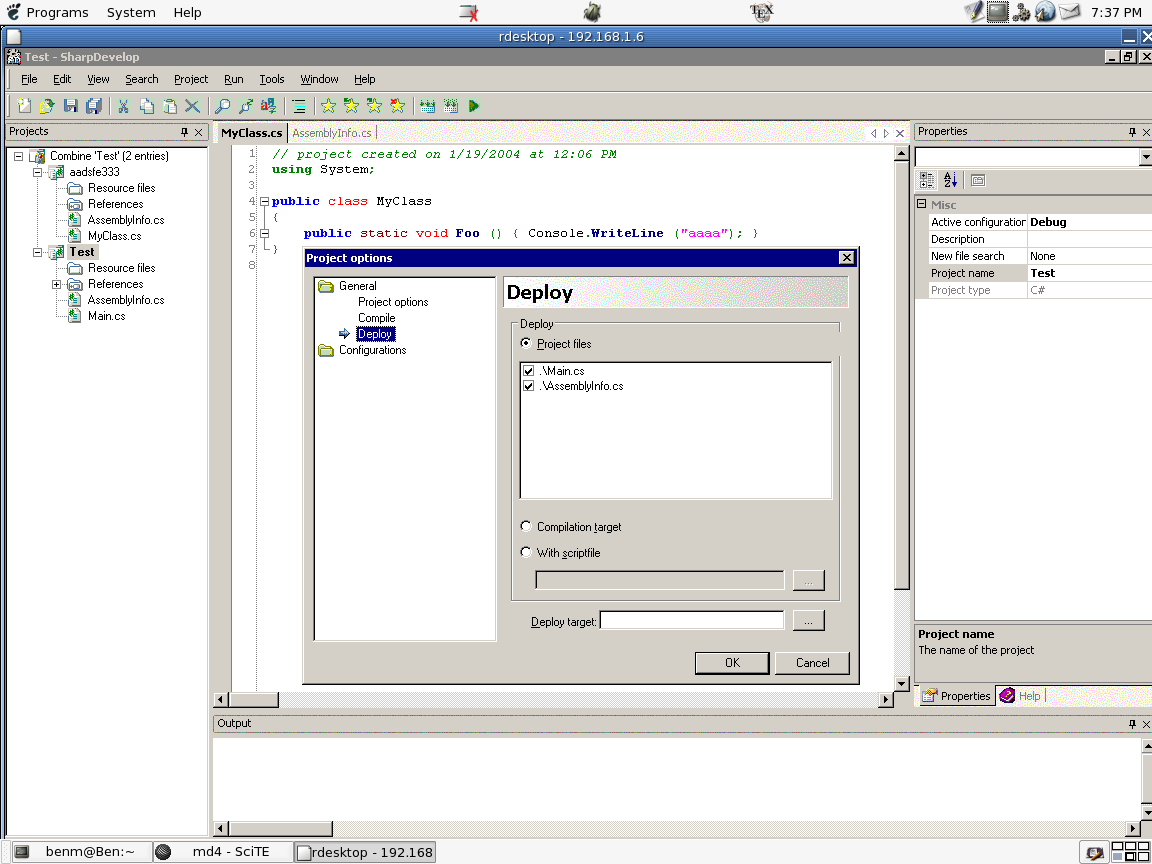 Programs System Help 7:37 PM
rdesktop - 192.168.1.6
Test - SharpDevelop
File Edit View Search Project Run Tools Window Help
Projects
Combine 'Test' (2 entries)
aadsfe333
Resource files
References
AssemblyInfo.cs
MyClass.cs
Test
Resource files
References
AssemblyInfo.cs
Main.cs
MyClass.cs AssemblyInfo.cs
1 // project created on 1/19/2004 at 12:06 PM
2 using System;
3
4 public class MyClass
5 {
6 public static void Foo () { Console.WriteLine ("aaaa"); }
7 }
8
Project options
General
Project options
Compile
Deploy
Configurations
Deploy
Deploy
Project files
.\Main.cs
.\AssemblyInfo.cs
Compilation target
With scriptfile
...
Deploy target:
...
OK Cancel
Properties
Misc
Active configuration Debug
Description
New file search None
Project name Test
Project type C#
Project name
The name of the project
Properties Help
Output
benm@Ben:~ md4 - SciTE rdesktop - 192.168